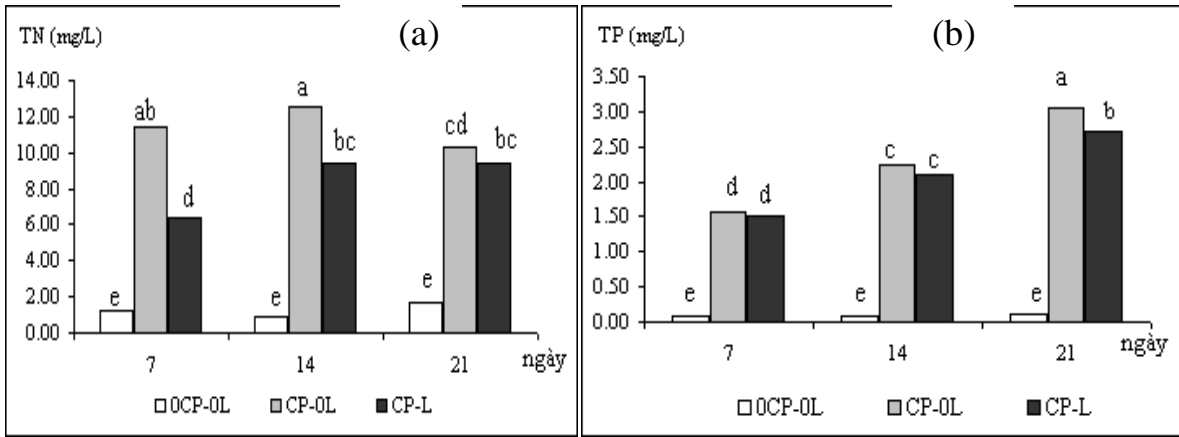 TN (mg/L)
(a)
14.00
12.00
10.00
8.00
6.00
4.00
2.00
0.00
ab
d
e
a
bc
e
cd
bc
e
7
14
21
ngày
0CP-0L
CP-0L
CP-L
TP (mg/L)
(b)
3.50
3.00
2.50
2.00
1.50
1.00
0.50
0.00
d
d
e
c
c
e
a
b
e
7
14
21
ngày
0CP-0L
CP-0L
CP-L